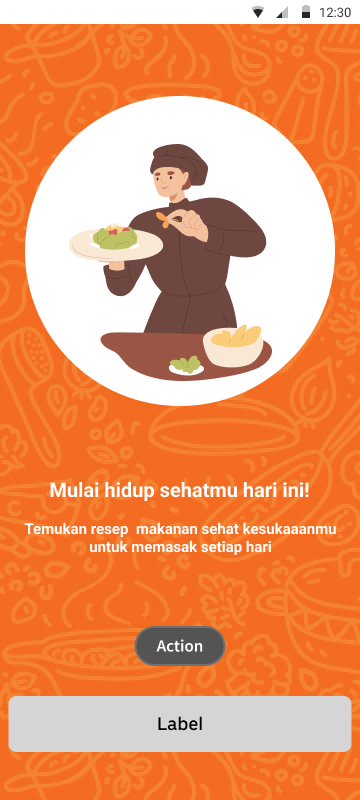 12:30
Mulai hidup sehatmu hari ini!
Temukan resep  makanan sehat kesukaaanmu
untuk memasak setiap hari
Action
Label